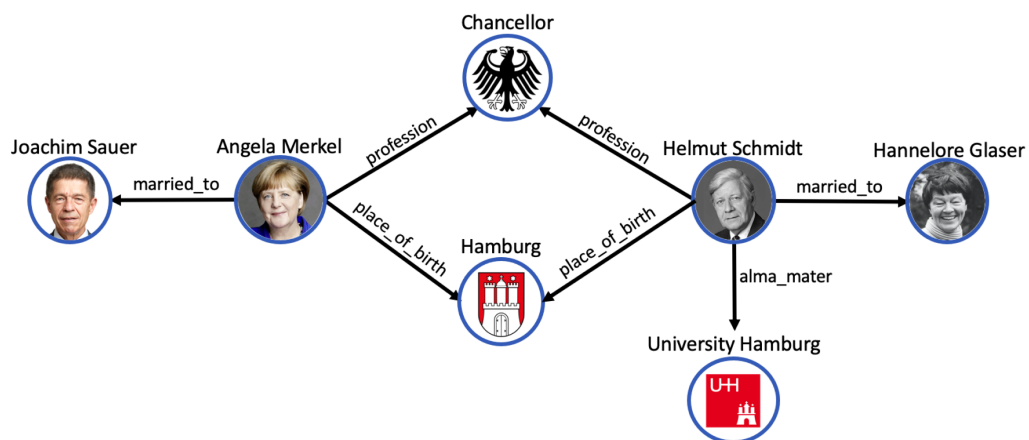 Chancellor
Joachim Sauer
Angela Merkel
profession
profession
Helmut Schmidt
Hannelore Glaser
married_to
married_to
place_of_birth
Hamburg
place_of_birth
alma_mater
University Hamburg
UH